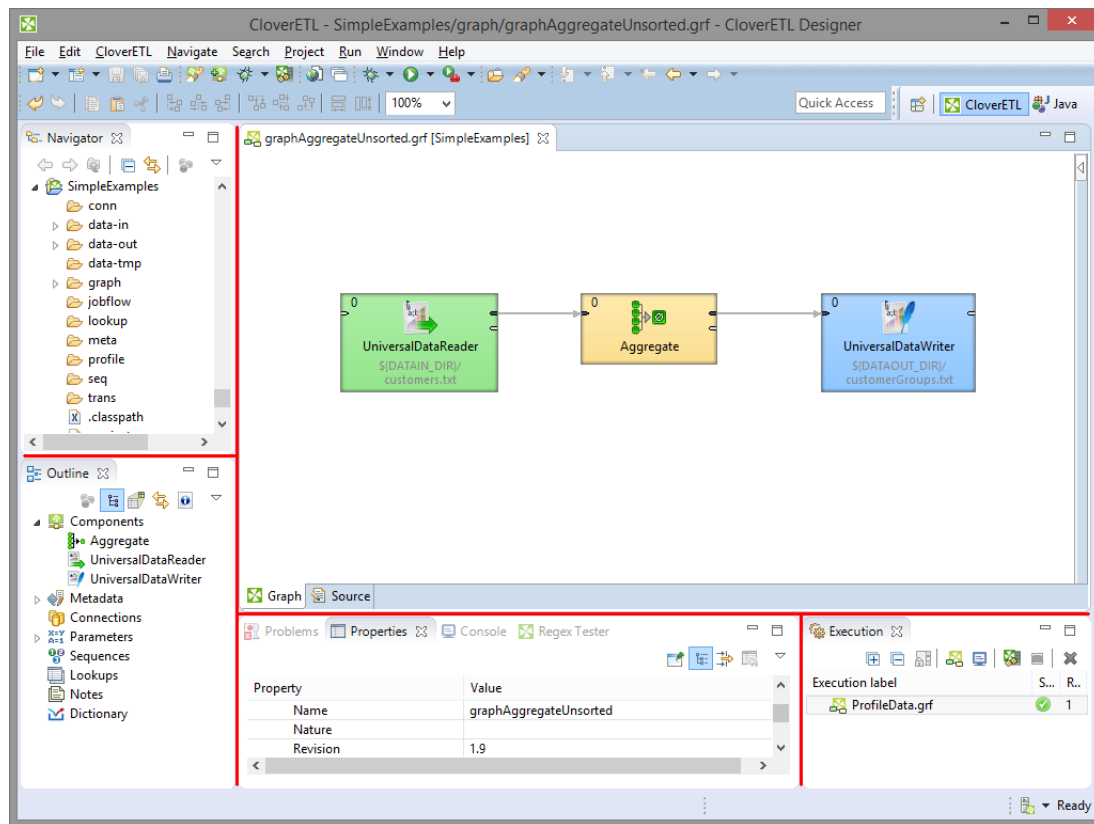 CloverETL - SimpleExamples/graph/graphAggregateUnsorted.grf - CloverETL Designer
File Edit CloverETL Navigate Search Project Run Window Help
100%
Quick Access
CloverETL
Java
Navigator
SimpleExamples
conn
data-in
data-out
data-tmp
graph
jobflow
lookup
meta
profile
seq
trans
.classpath
graphAggregateUnsorted.grf [SimpleExamples]
0
UniversalDataReader
$(DATAIN_DIR)/
customers.txt
0
Aggregate
0
UniversalDataWriter
$(DATAOUT_DIR)/
customerGroups.txt
Graph
Source
Outline
Components
Aggregate
UniversalDataReader
UniversalDataWriter
Metadata
Connections
Parameters
Sequences
Lookups
Notes
Dictionary
Problems Properties Console Regex Tester
Property Value
Name graphAggregateUnsorted
Nature
Revision 1.9
Execution
Execution label S... R..
ProfileData.grf 1
Ready